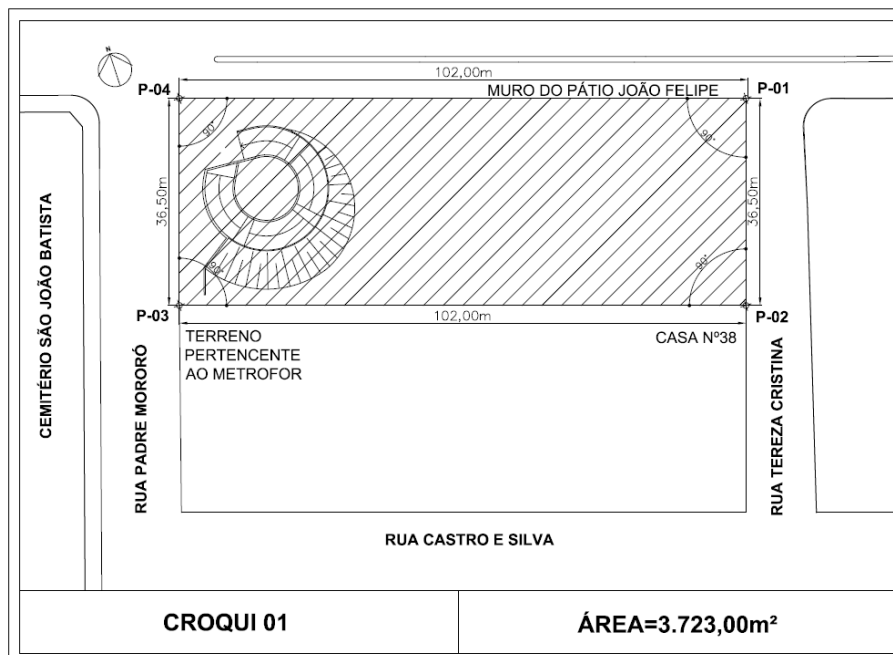 N
102,00m
P-04
MURO DO PÁTIO JOÃO FELIPE
P-01
90°
90°
36,50m
36,50m
90°
90°
P-03
102,00m
P-02
TERRENO
PERTENCENTE
AO METROFOR
CASA Nº38
CEMITÉRIO SÃO JOÃO BATISTA
RUA PADRE MORORÓ
RUA TEREZA CRISTINA
RUA CASTRO E SILVA
CROQUI 01
ÁREA=3.723,00m²